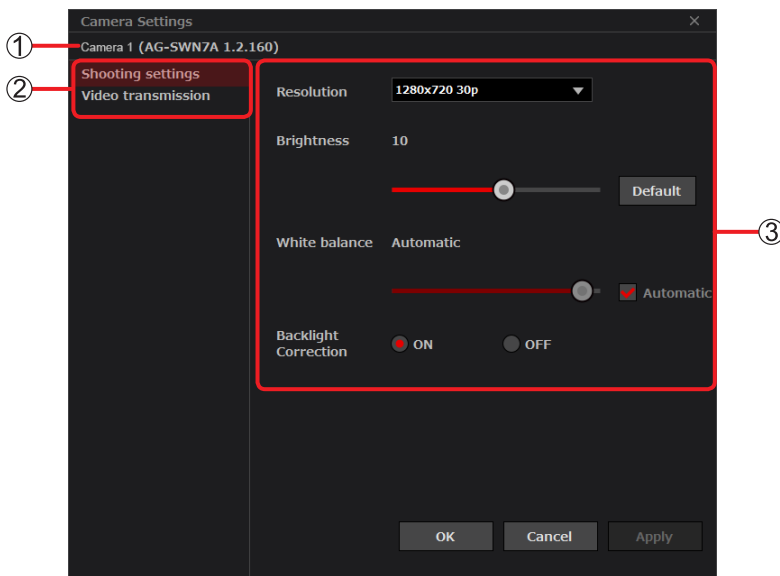 Camera Settings ×
① Camera 1 (AG-SWN7A 1.2.160)
② Shooting settings
Video transmission
Resolution 1280x720 30p
Brightness 10
Default
③
White balance Automatic
Automatic
Backlight
Correction
ON OFF
OK Cancel Apply